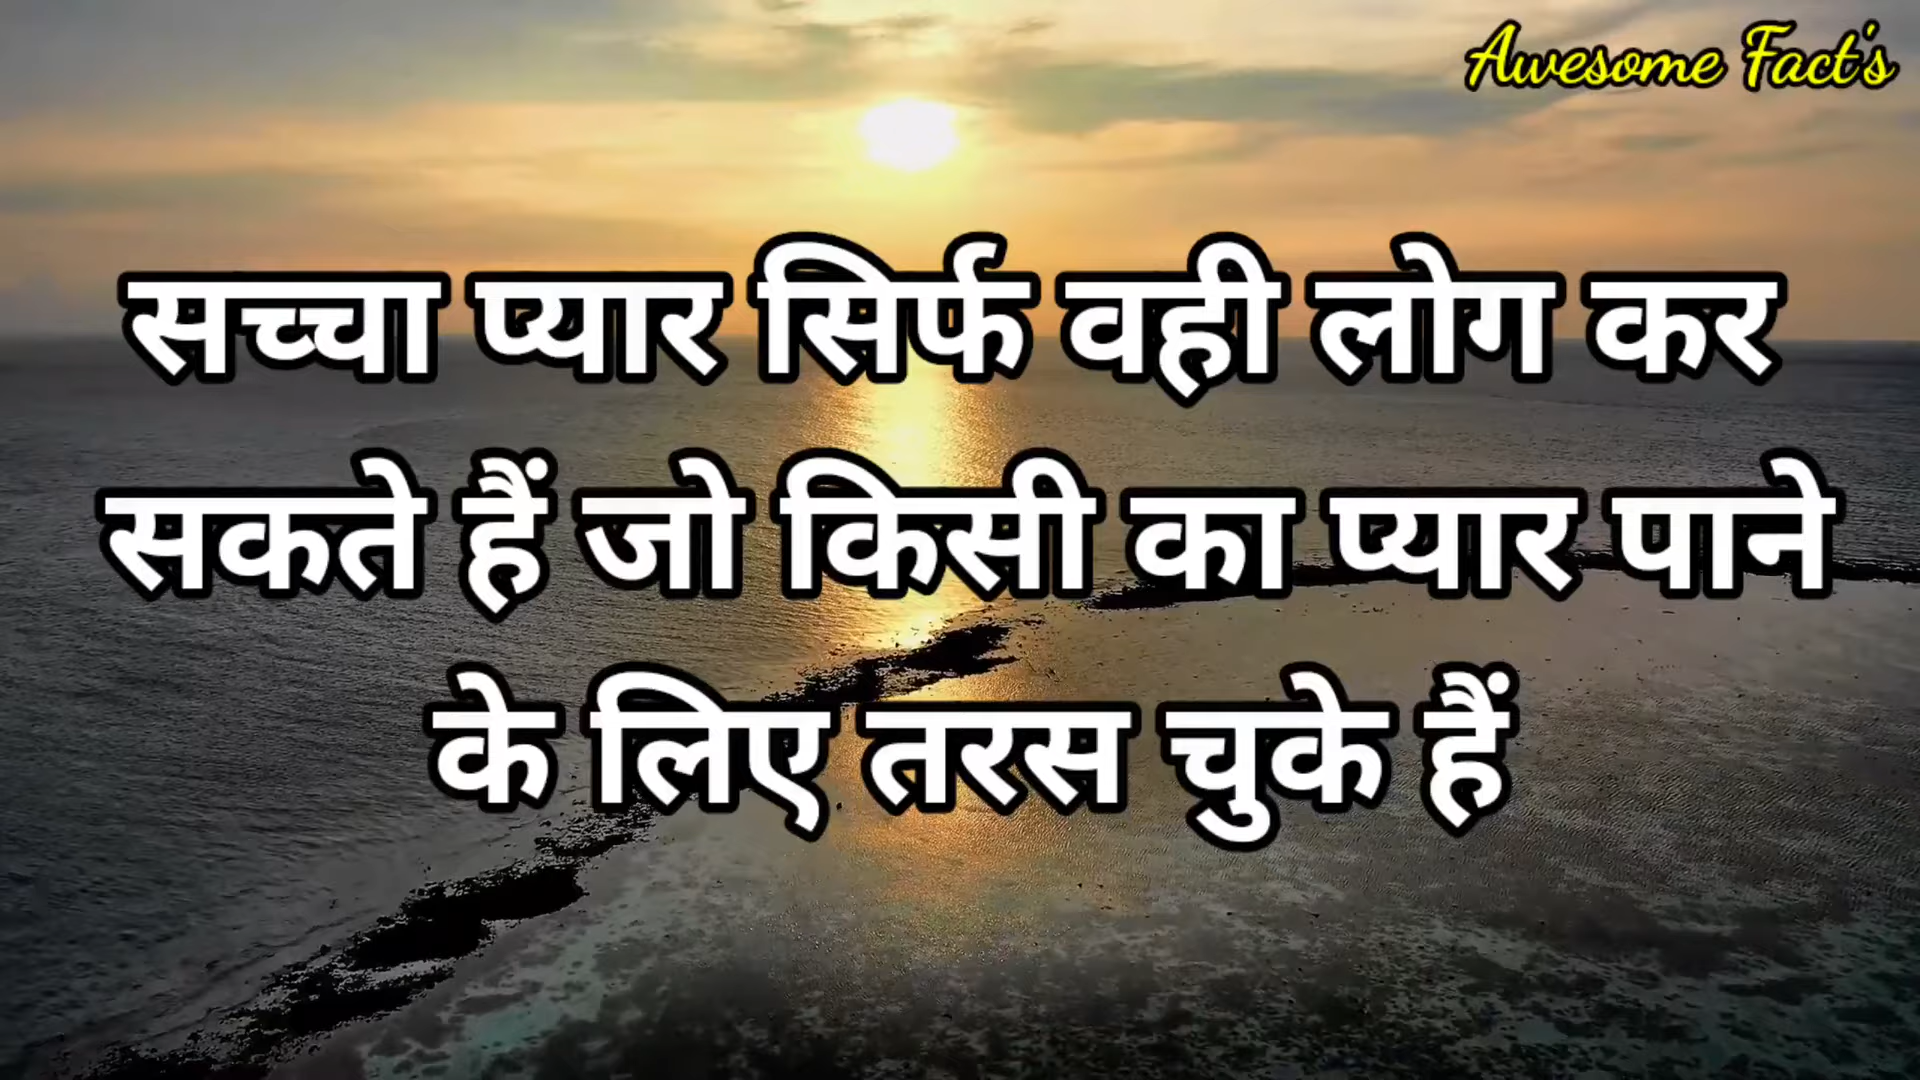 Awesome Fact's
सच्चा प्यार सिर्फ वही लोग कर
सकते हैं जो किसी का प्यार पाने
के लिए तरस चुके हैं